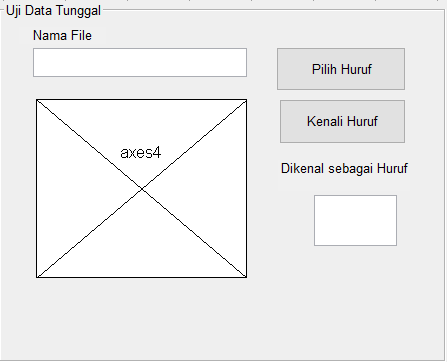 Uji Data Tunggal
Nama File
Pilih Huruf
Kenali Huruf
axes4
Dikenal sebagai Huruf